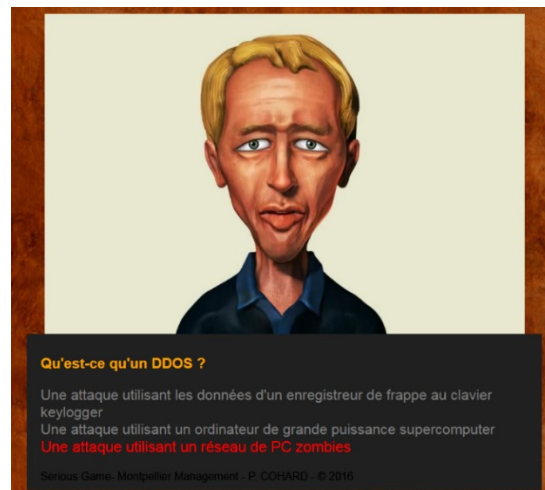 Qu'est-ce qu'un DDOS ?
Une attaque utilisant les données d'un enregistreur de frappe au clavier
keylogger
Une attaque utilisant un ordinateur de grande puissance supercomputer
Une attaque utilisant un réseau de PC zombies
Serious Game- Montpellier Management - P. COHARD - © 2016